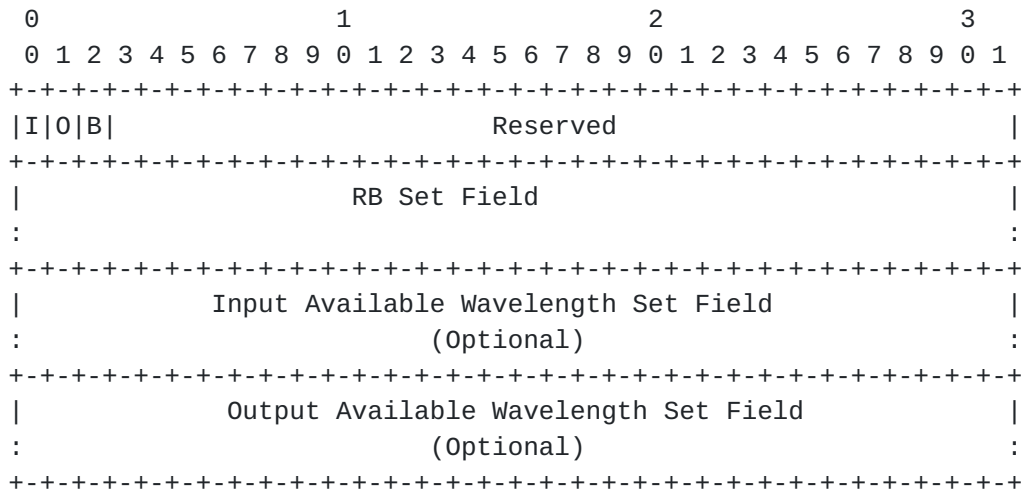 0                   1                   2                   3
 0 1 2 3 4 5 6 7 8 9 0 1 2 3 4 5 6 7 8 9 0 1 2 3 4 5 6 7 8 9 0 1
+-+-+-+-+-+-+-+-+-+-+-+-+-+-+-+-+-+-+-+-+-+-+-+-+-+-+-+-+-+-+-+-+
|I|O|B|                        Reserved                         |
+-+-+-+-+-+-+-+-+-+-+-+-+-+-+-+-+-+-+-+-+-+-+-+-+-+-+-+-+-+-+-+-+
|                     RB Set Field                              |
:                                                               :
+-+-+-+-+-+-+-+-+-+-+-+-+-+-+-+-+-+-+-+-+-+-+-+-+-+-+-+-+-+-+-+-+
|            Input Available Wavelength Set Field               |
:                          (Optional)                           :
+-+-+-+-+-+-+-+-+-+-+-+-+-+-+-+-+-+-+-+-+-+-+-+-+-+-+-+-+-+-+-+-+
|             Output Available Wavelength Set Field             |
:                          (Optional)                           :
+-+-+-+-+-+-+-+-+-+-+-+-+-+-+-+-+-+-+-+-+-+-+-+-+-+-+-+-+-+-+-+-+